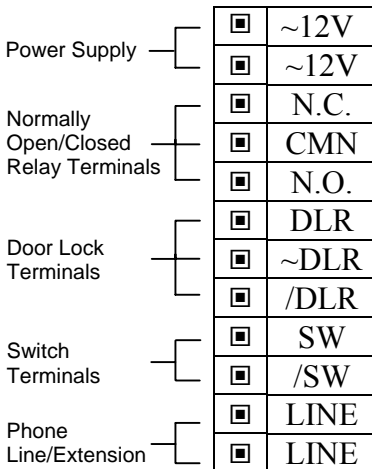 Power Supply
~12V
~12V
Normally
Open/Closed
Relay Terminals
N.C.
CMN
N.O.
Door Lock
Terminals
DLR
~DLR
/DLR
Switch
Terminals
SW
/SW
Phone
Line/Extension
LINE
LINE